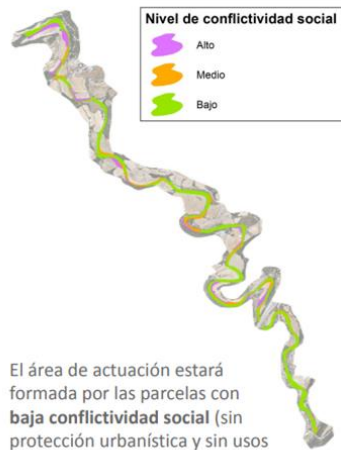 Nivel de conflictividad social
Alto
Medio
Bajo
El área de actuación estará
formada por las parcelas con
baja conflictividad social (sin
protección urbanística y sin usos